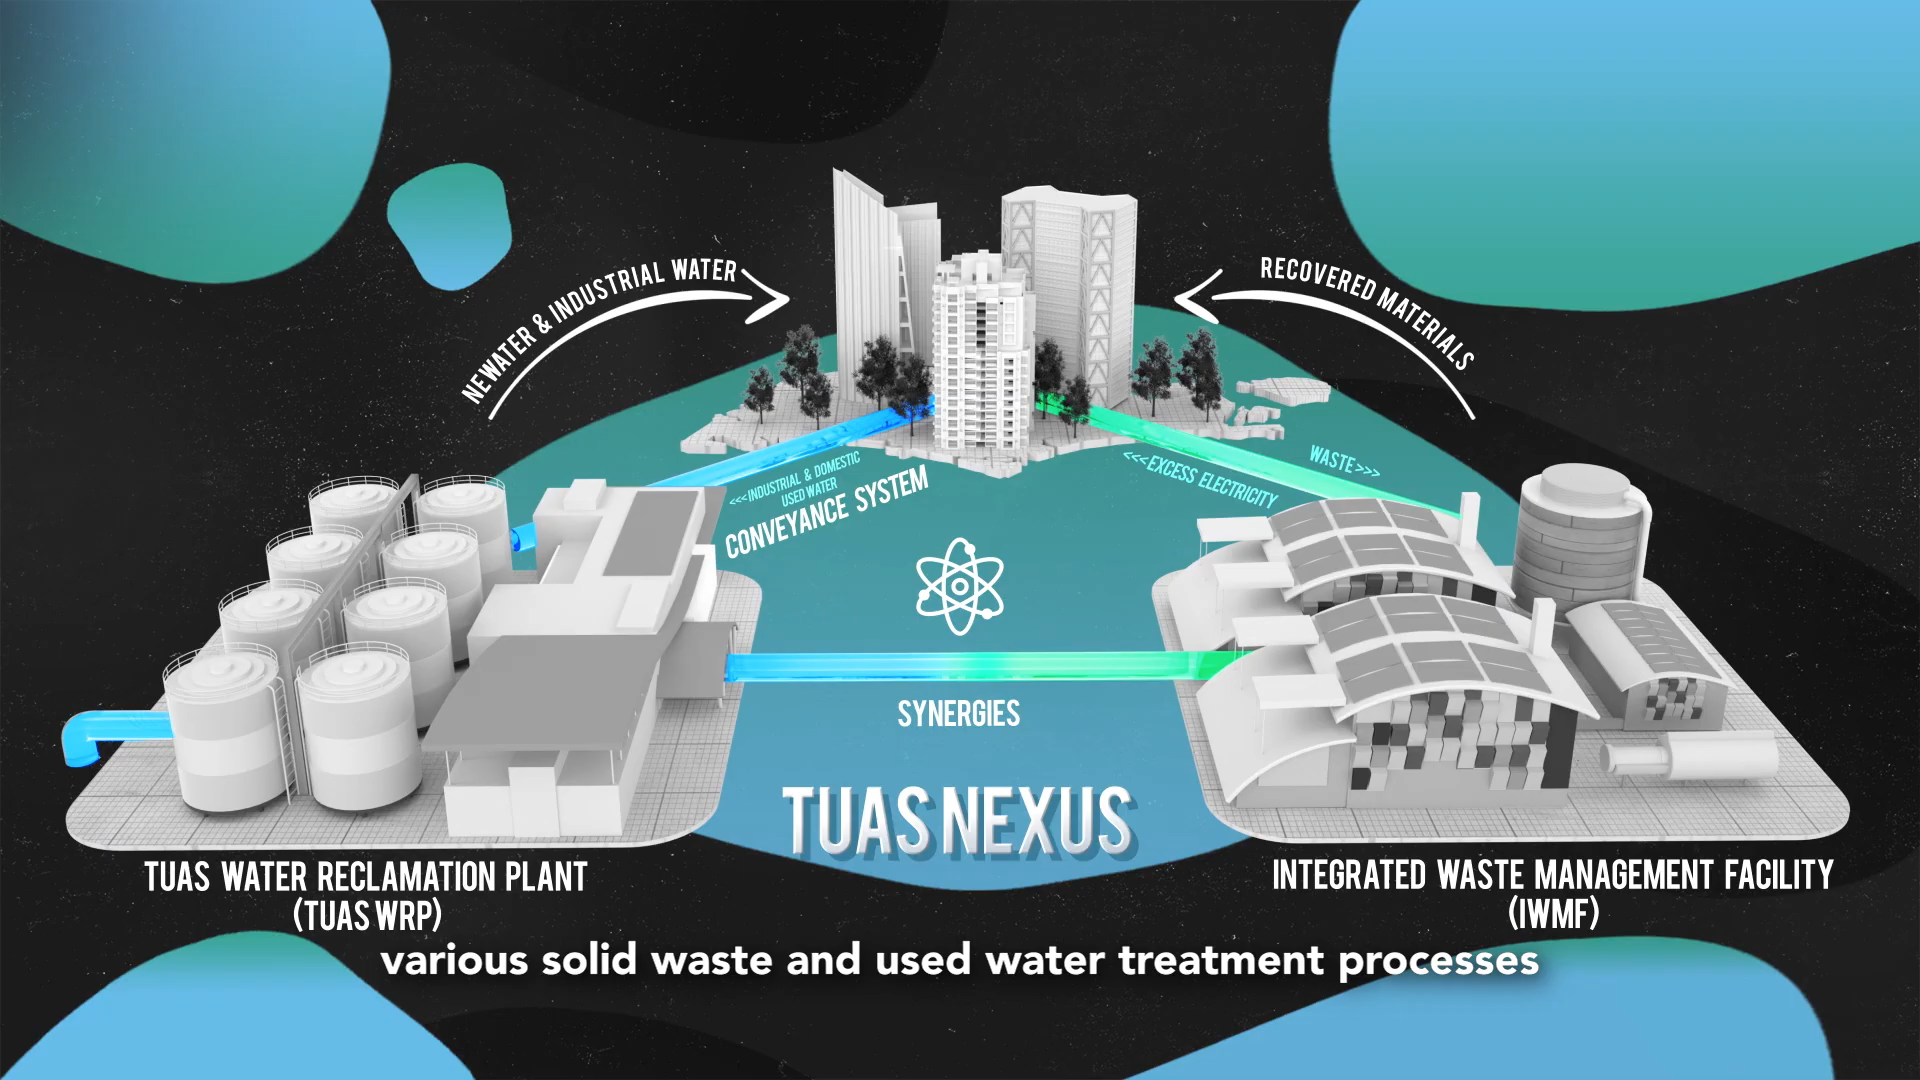 NEWATER & INDUSTRIAL WATER
RECOVERED MATERIALS
<<<INDUSTRIAL & DOMESTIC
USED WATER
CONVEYANCE SYSTEM
<<<EXCESS ELECTRICITY
WASTE>>>
SYNERGIES
TUAS NEXUS
TUAS WATER RECLAMATION PLANT
(TUAS WRP)
INTEGRATED WASTE MANAGEMENT FACILITY
(IWMF)
various solid waste and used water treatment processes